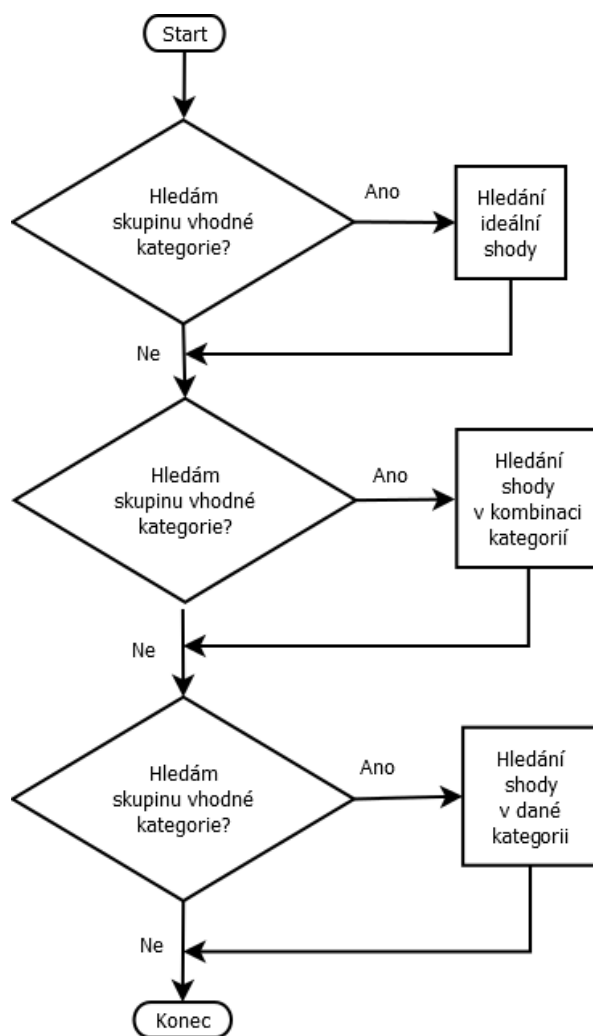 Start
Hledám
skupinu vhodné
kategorie?
Ano
Hledání
ideální
shody
Ne
Hledám
skupinu vhodné
kategorie?
Ano
Hledání
shody
v kombinaci
kategorií
Ne
Hledám
skupinu vhodné
kategorie?
Ano
Hledání
shody
v dané
kategorii
Ne
Konec